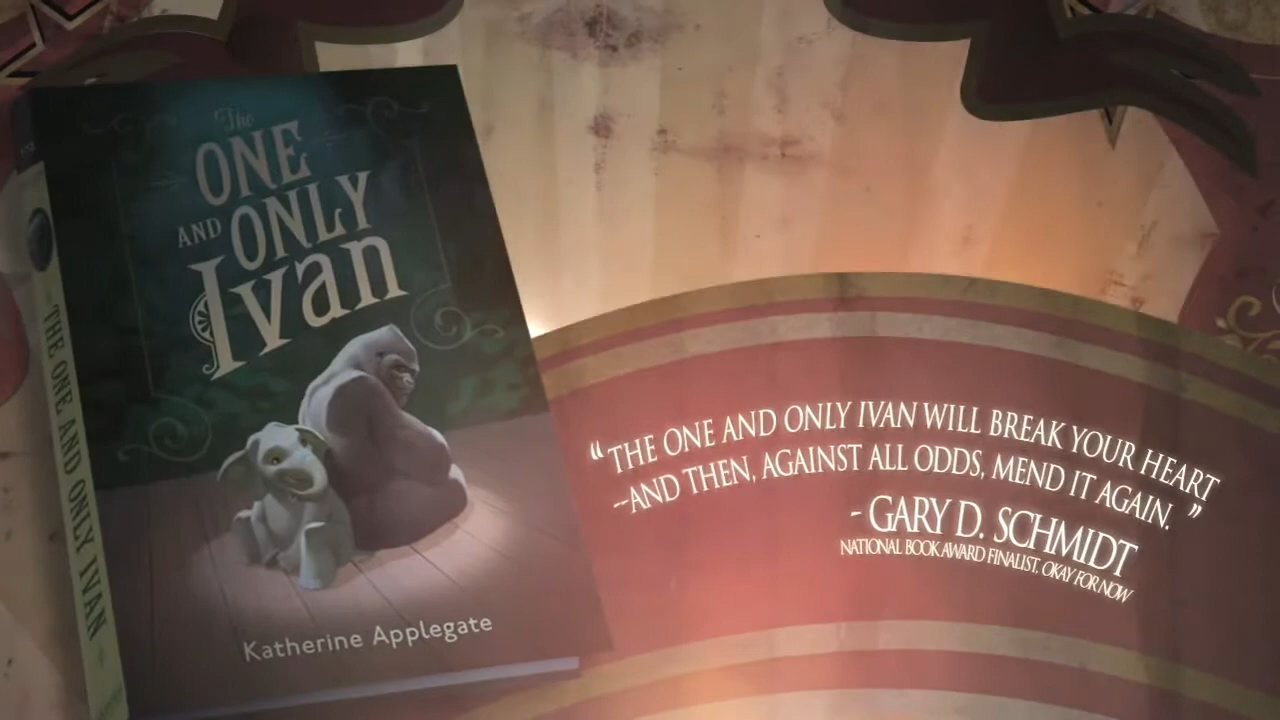 The
ONE
AND ONLY
Ivan
Katherine Applegate
THE ONE AND ONLY IVAN
“THE ONE AND ONLY IVAN WILL BREAK YOUR HEART
--AND THEN, AGAINST ALL ODDS, MEND IT AGAIN.”
- GARY D. SCHMIDT
NATIONAL BOOK AWARD FINALIST, OKAY FOR NOW